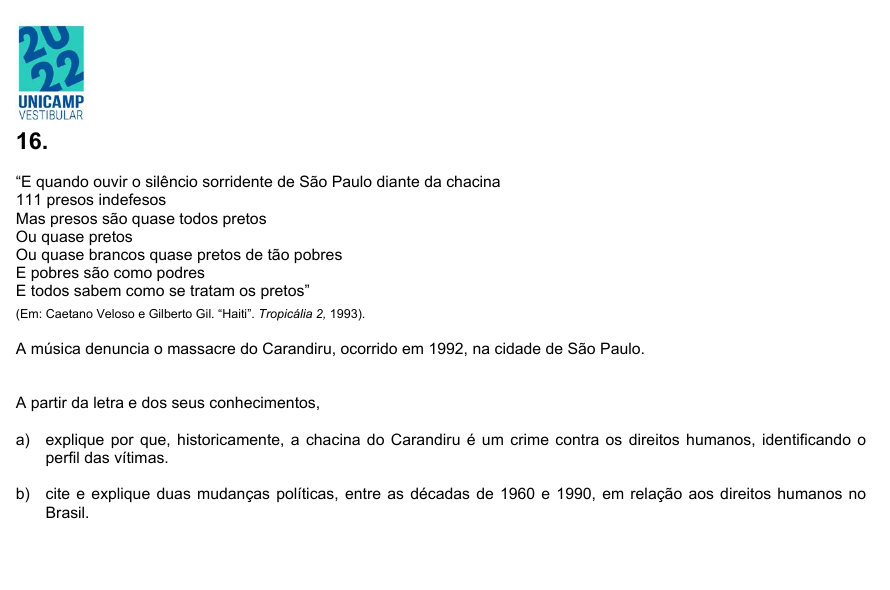 2022
UNICAMP
VESTIBULAR
16.
“E quando ouvir o silêncio sorridente de São Paulo diante da chacina
111 presos indefesos
Mas presos são quase todos pretos
Ou quase pretos
Ou quase brancos quase pretos de tão pobres
E pobres são como podres
E todos sabem como se tratam os pretos”
(Em: Caetano Veloso e Gilberto Gil. “Haiti”. Tropicália 2, 1993).
A música denuncia o massacre do Carandiru, ocorrido em 1992, na cidade de São Paulo.
A partir da letra e dos seus conhecimentos,
a) explique por que, historicamente, a chacina do Carandiru é um crime contra os direitos humanos, identificando o
perfil das vítimas.
b) cite e explique duas mudanças políticas, entre as décadas de 1960 e 1990, em relação aos direitos humanos no
Brasil.